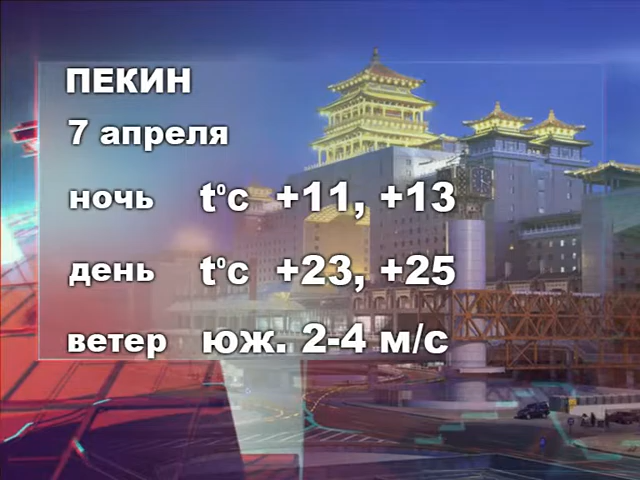 ПЕКИН
7 апреля
ночь t°c +11, +13
день t°c +23, +25
ветер юж. 2-4 м/с